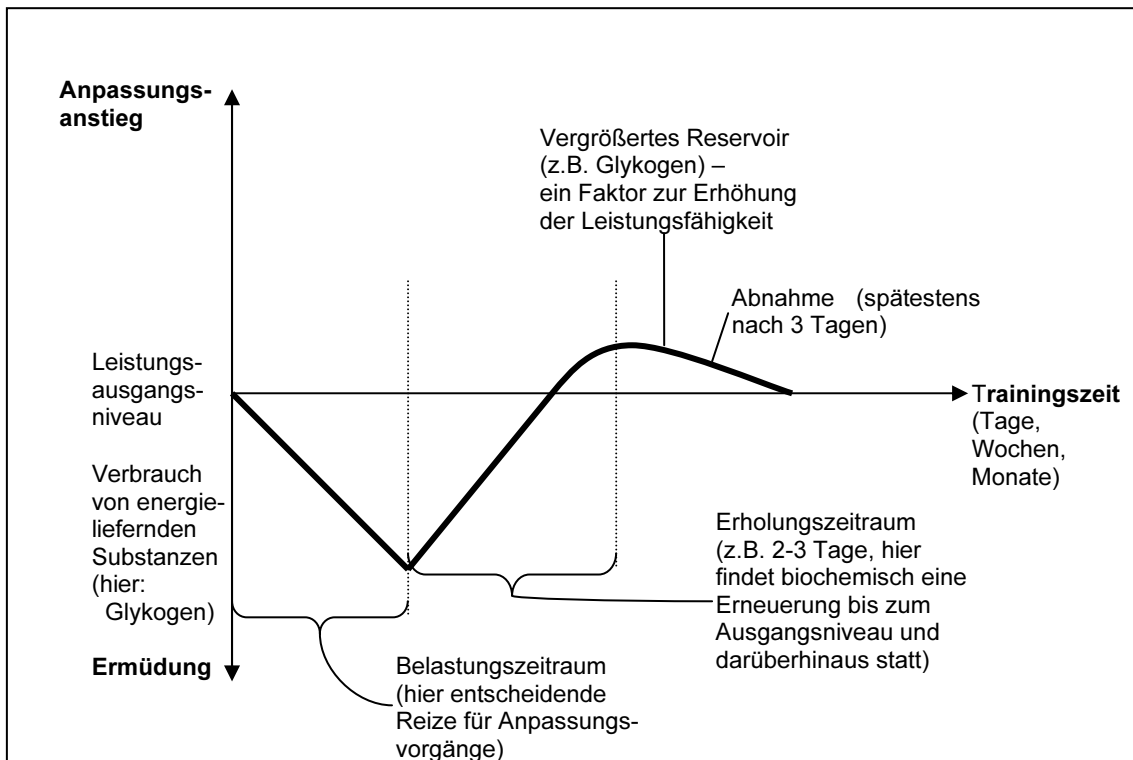 Anpassungs-
anstieg
Vergrößertes Reservoir
(z.B. Glykogen) –
ein Faktor zur Erhöhung
der Leistungsfähigkeit
Abnahme (spätestens
nach 3 Tagen)
Leistungs-
ausgangs-
niveau
Trainingszeit
(Tage,
Wochen,
Monate)
Verbrauch
von energie-
liefernden
Substanzen
(hier:
Glykogen)
Ermüdung
Erholungszeitraum
(z.B. 2-3 Tage, hier
findet biochemisch eine
Erneuerung bis zum
Ausgangsniveau und
darüberhinaus statt)
Belastungszeitraum
(hier entscheidende
Reize für Anpassungs-
vorgänge)